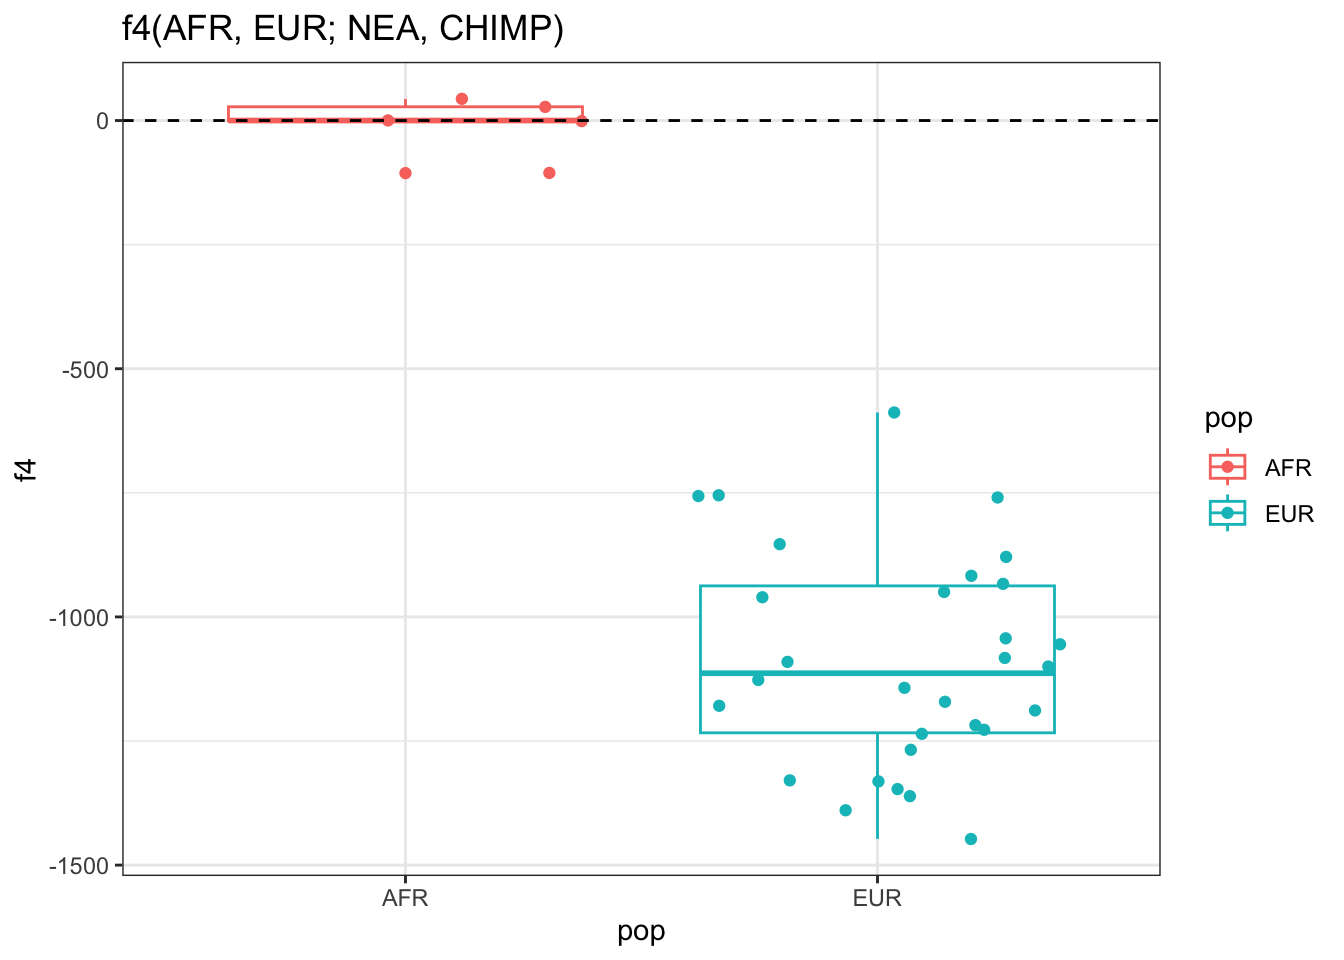 f4(AFR, EUR; NEA, CHIMP)
0
-500
-1000
-1500
f4
AFR
EUR
pop
pop
AFR
EUR